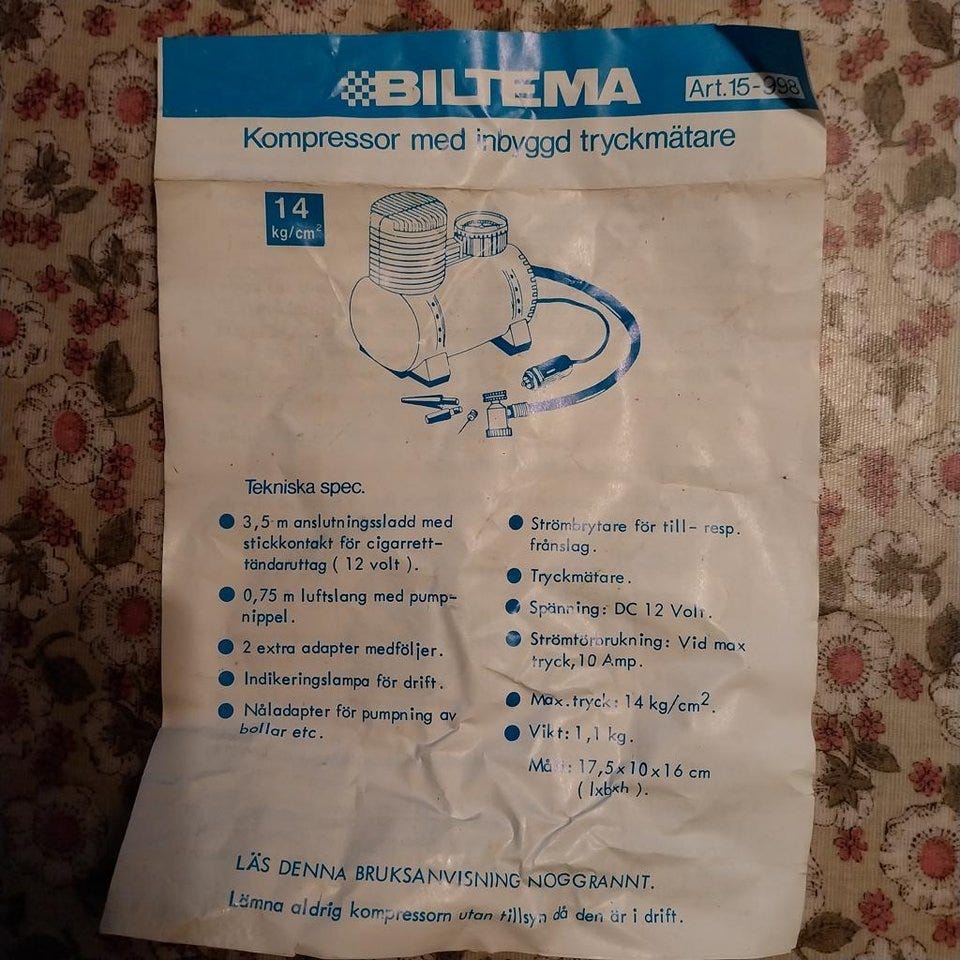 BILTEMA
Art.15-998
Kompressor med inbyggd tryckmätare
14
kg/cm²
Tekniska spec.
3,5 m anslutningssladd med
stickkontakt för cigarrett-
tändaruttag ( 12 volt ).
0,75 m luftslang med pump-
nippel.
2 extra adapter medföljer.
Indikeringslampa för drift.
Nåladapter för pumpning av
bollar etc.
Strömbrytare för till- resp.
frånslag.
Tryckmätare.
Spänning: DC 12 Volt.
Strömförbrukning: Vid max
tryck,10 Amp.
Max.tryck: 14 kg/cm².
Vikt: 1,1 kg.
Mått: 17,5x10x16 cm
( lxbxh ).
LÄS DENNA BRUKSANVISNING NOGGRANNT.
Lämna aldrig kompressorn utan tillsyn då den är i drift.